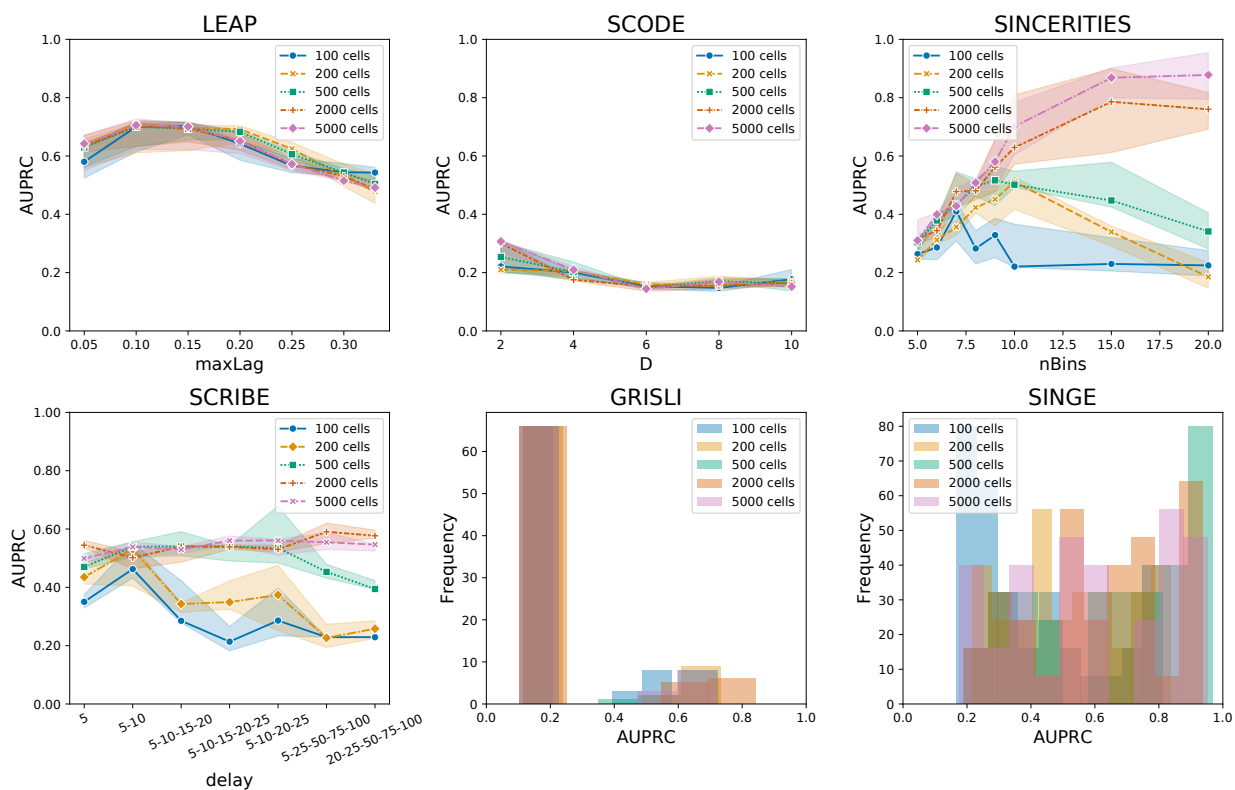 LEAP
1.0
0.8
0.6
0.4
0.2
0.0
AUPRC
0.05
0.10
0.15
0.20
0.25
0.30
maxLag
100 cells
200 cells
500 cells
2000 cells
5000 cells
SCODE
1.0
0.8
0.6
0.4
0.2
0.0
AUPRC
2
4
6
8
10
D
100 cells
200 cells
500 cells
2000 cells
5000 cells
SINCERITIES
1.0
0.8
0.6
0.4
0.2
0.0
AUPRC
5.0
7.5
10.0
12.5
15.0
17.5
20.0
nBins
100 cells
200 cells
500 cells
2000 cells
5000 cells
SCRIBE
1.00
0.80
0.60
0.40
0.20
0.00
AUPRC
5
5-10
5-10-15-20
5-10-15-20-25
5-10-20-25
5-25-50-75-100
20-25-50-75-100
delay
100 cells
200 cells
500 cells
2000 cells
5000 cells
GRISLI
60
50
40
30
20
10
0
Frequency
0.0
0.2
0.4
0.6
0.8
1.0
AUPRC
100 cells
200 cells
500 cells
2000 cells
5000 cells
SINGE
80
70
60
50
40
30
20
10
0
Frequency
0.0
0.2
0.4
0.6
0.8
1.0
AUPRC
100 cells
200 cells
500 cells
2000 cells
5000 cells